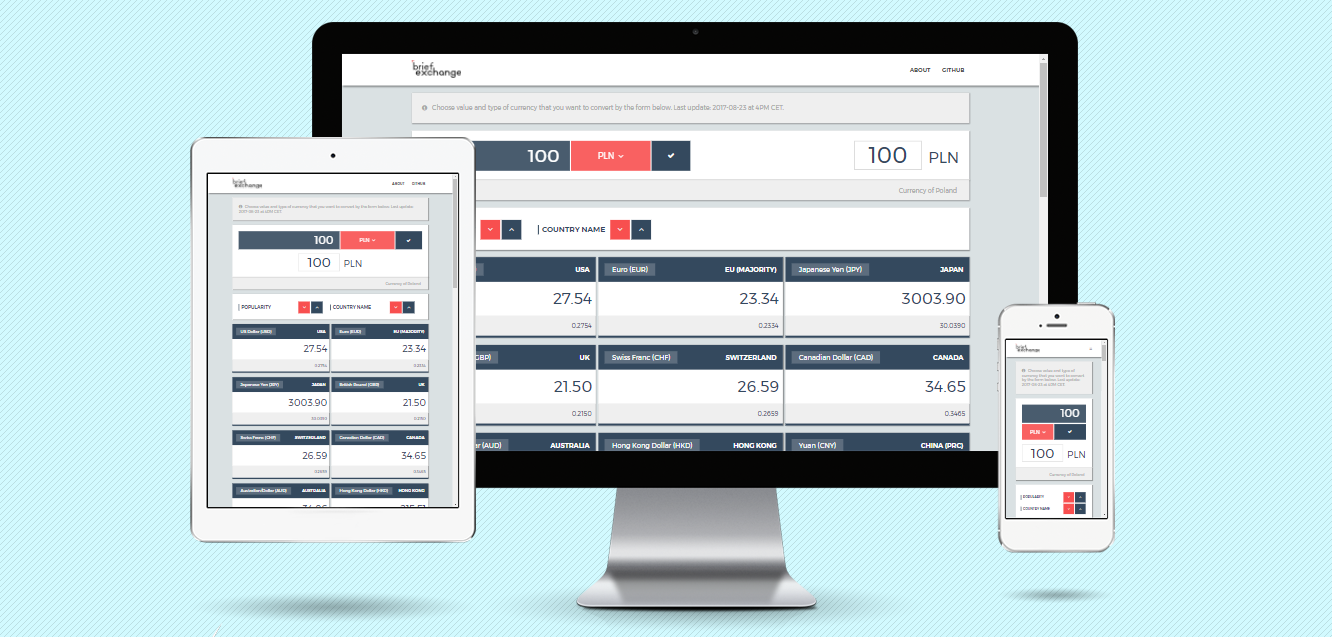 brief
exchange
ABOUT GITHUB
Choose value and type of currency that you want to convert by the form below. Last update: 2017-08-23 at 4PM CET.
100 PLN
100 PLN
Currency of Poland
COUNTRY NAME
USA
27.54
0.2754
Euro (EUR) EU (MAJORITY)
23.34
0.2334
Japanese Yen (JPY) JAPAN
3003.90
30.0390
GBP) UK
21.50
0.2150
Swiss Franc (CHF) SWITZERLAND
26.59
0.2659
Canadian Dollar (CAD) CANADA
34.65
0.3465
ar (AUD) AUSTRALIA
Hong Kong Dollar (HKD) HONG KONG
Yuan (CNY) CHINA (PRC)
brief
exchange
ABOUT GITHUB
Choose value and type of currency that you want to convert by the form below. Last update:
2017-08-23 at 4PM CET.
100 PLN
100 PLN
Currency of Poland
POPULARITY COUNTRY NAME
US Dollar (USD) USA
27.54
0.2754
Euro (EUR) EU (MAJORITY)
23.34
0.2334
Japanese Yen (JPY) JAPAN
3003.90
30.0390
British Pound (GBP) UK
21.50
0.2150
Swiss Franc (CHF) SWITZERLAND
26.59
0.2659
Canadian Dollar (CAD) CANADA
34.65
0.3465
Australian Dollar (AUD) AUSTRALIA
Hong Kong Dollar (HKD) HONG KONG
brief
exchange
Choose value and type of
currency that you want to convert
by the form below. Last update:
2017-08-23 at 4PM CET.
100
PLN
100 PLN
Currency of Poland
POPULARITY
COUNTRY NAME